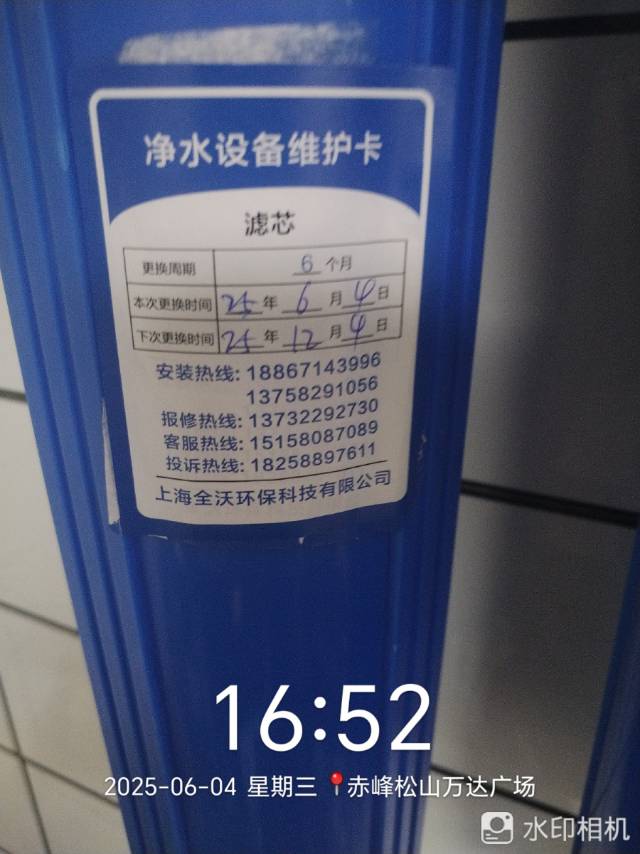 净水设备维护卡
滤芯
更换周期 6 个月
本次更换时间 25 年 6 月 4 日
下次更换时间 25 年 12 月 4 日
安装热线: 18867143996
13758291056
报修热线: 13732292730
客服热线: 15158087089
投诉热线: 18258897611
上海全沃环保科技有限公司
16:52
2025-06-04 星期三 📍赤峰松山万达广场
水印相机